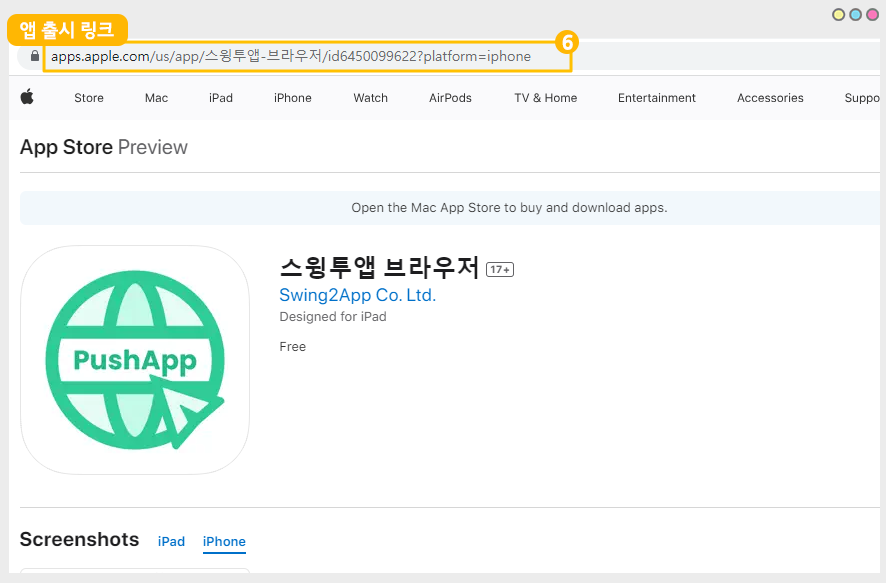 앱 출시 링크
6
apps.apple.com/us/app/스윙투앱-브라우저/id6450099622?platform=iphone
Store Mac iPad iPhone Watch AirPods TV & Home Entertainment Accessories Suppo
App Store Preview
Open the Mac App Store to buy and download apps.
스윙투앱 브라우저 17+
Swing2App Co. Ltd.
Designed for iPad
Free
PushApp
Screenshots iPad iPhone